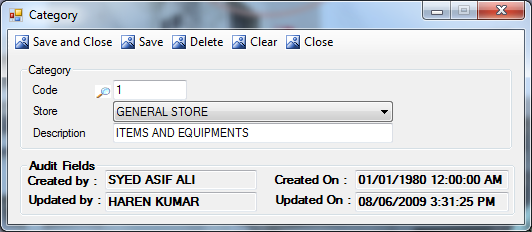 Category
Save and Close Save Delete Clear Close
Category
Code 1
Store GENERAL STORE
Description ITEMS AND EQUIPMENTS
Audit Fields
Created by : SYED ASIF ALI Created On : 01/01/1980 12:00:00 AM
Updated by : HAREN KUMAR Updated On : 08/06/2009 3:31:25 PM